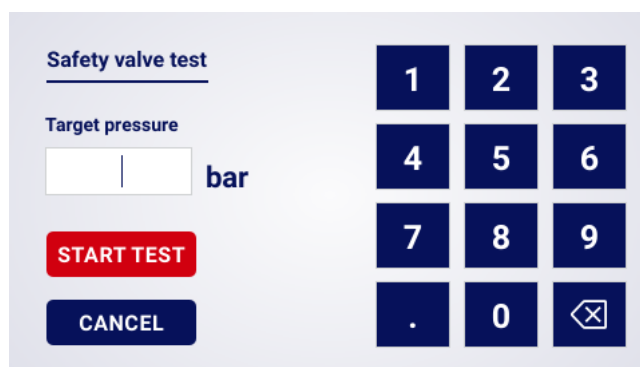 Safety valve test
Target pressure
bar
START TEST
CANCEL
1 2 3
4 5 6
7 8 9
. 0